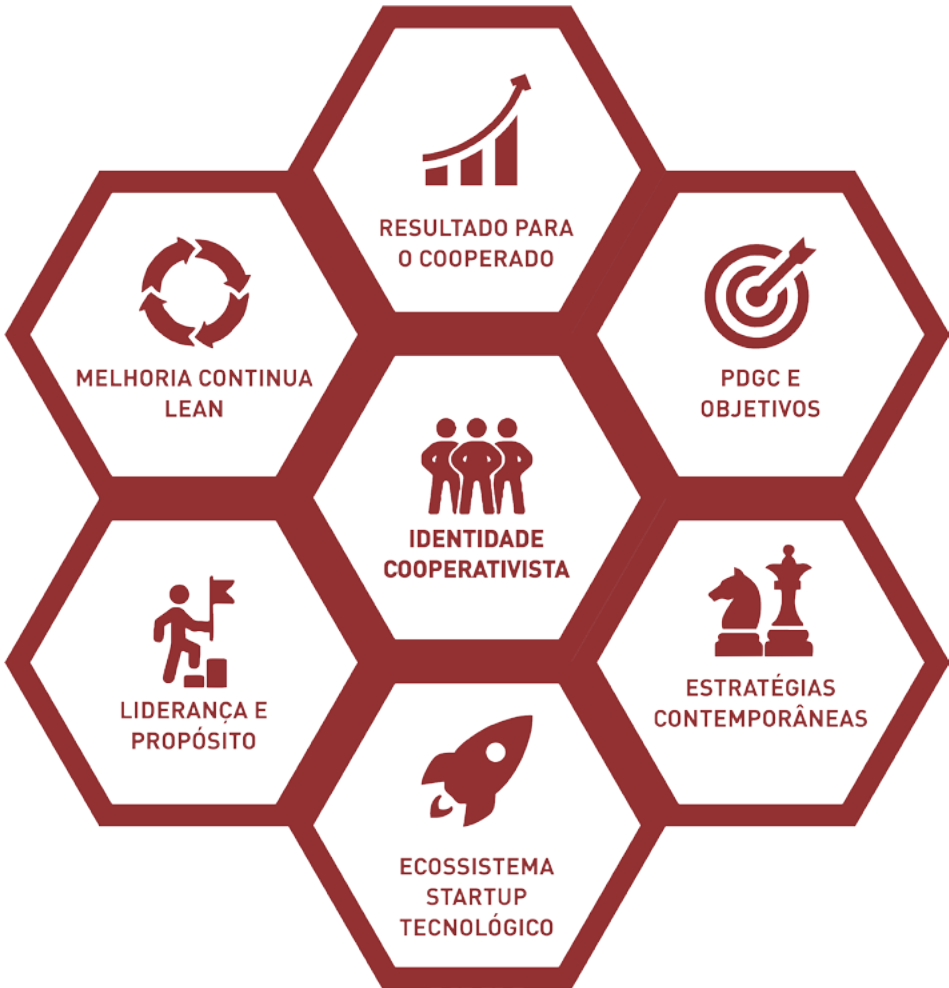 RESULTADO PARA
O COOPERADO
MELHORIA CONTINUA
LEAN
PDGC E
OBJETIVOS
IDENTIDADE
COOPERATIVISTA
LIDERANÇA E
PROPÓSITO
ESTRATÉGIAS
CONTEMPORÂNEAS
ECOSSISTEMA
STARTUP
TECNOLÓGICO